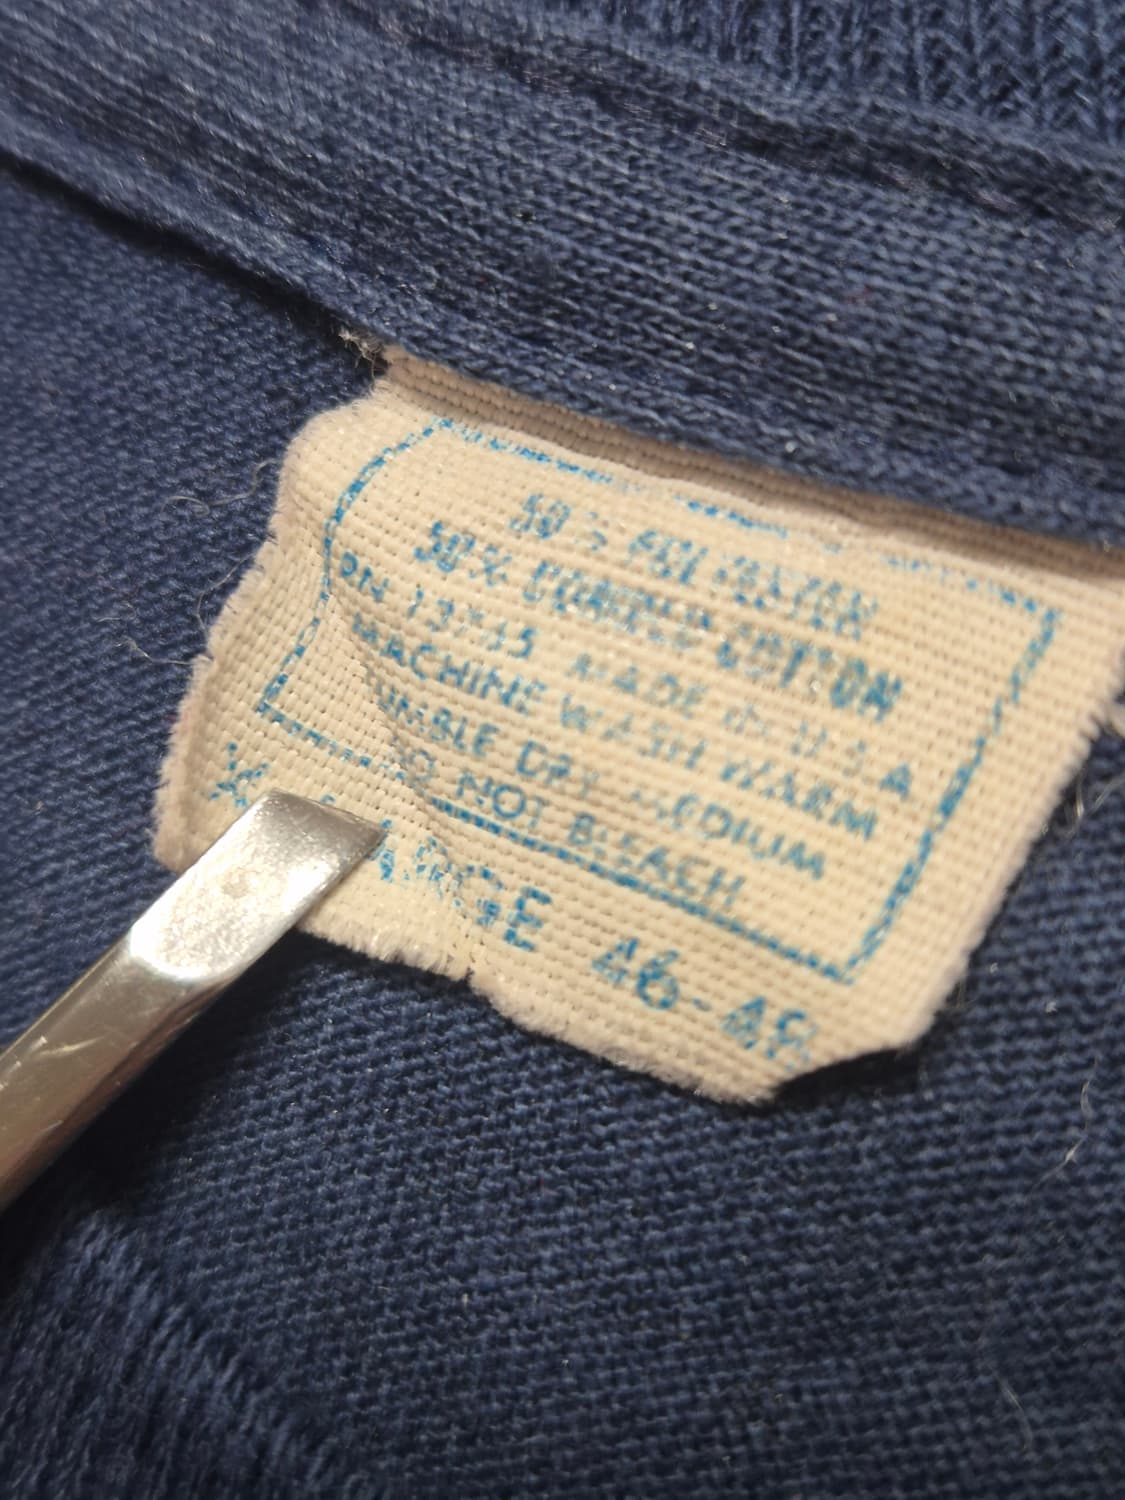 50% POLYESTER
50% COMBED COTTON
RN MADE IN U.S.A.
MACHINE WASH WARM
TUMBLE DRY MEDIUM
DO NOT BLEACH
X LARGE 46-48